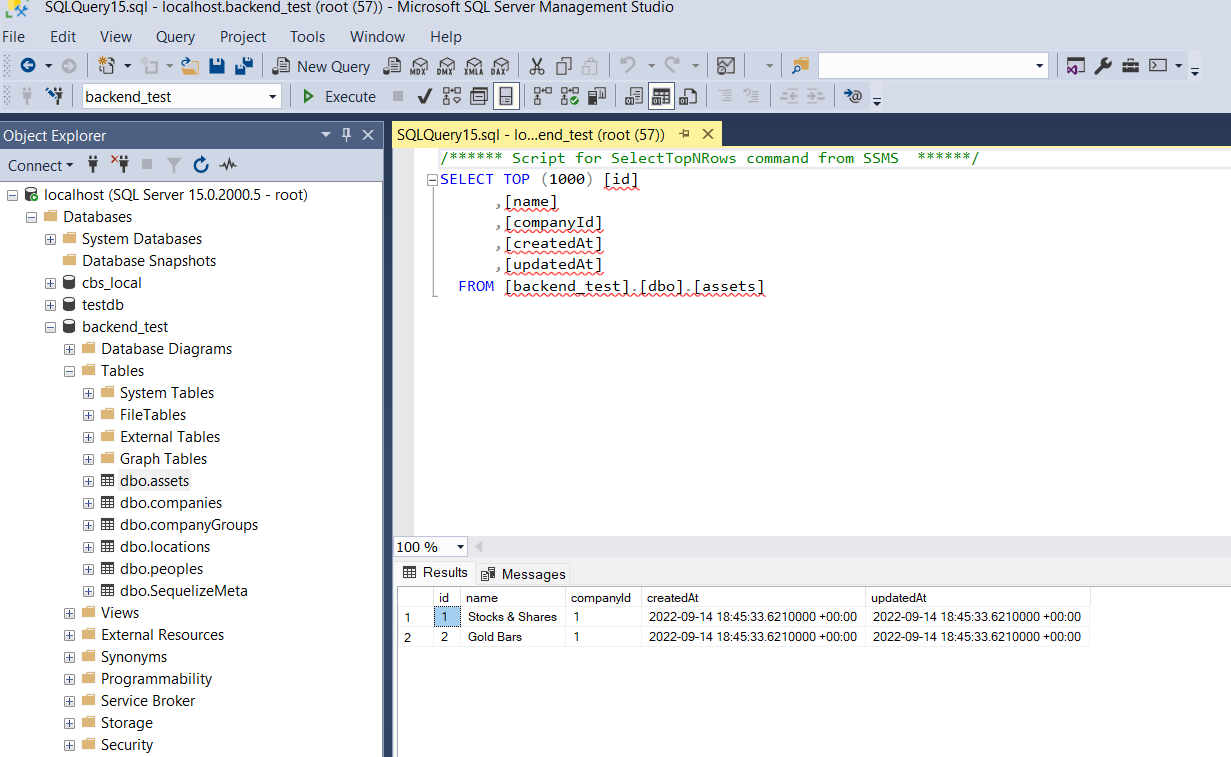 SQLQuery15.sql - localhost.backend_test (root (57)) - Microsoft SQL Server Management Studio
File Edit View Query Project Tools Window Help
New Query MDX DMX XMLA DAX
backend_test Execute
Object Explorer
Connect
localhost (SQL Server 15.0.2000.5 - root)
Databases
System Databases
Database Snapshots
cbs_local
testdb
backend_test
Database Diagrams
Tables
System Tables
FileTables
External Tables
Graph Tables
dbo.assets
dbo.companies
dbo.companyGroups
dbo.locations
dbo.peoples
dbo.SequelizeMeta
Views
External Resources
Synonyms
Programmability
Service Broker
Storage
Security
SQLQuery15.sql - lo...end_test (root (57))
/****** Script for SelectTopNRows command from SSMS ******/
SELECT TOP (1000) [id]
,[name]
,[companyId]
,[createdAt]
,[updatedAt]
FROM [backend_test].[dbo].[assets]
100 %
Results Messages
id name companyId createdAt updatedAt
1 1 Stocks & Shares 1 2022-09-14 18:45:33.6210000 +00:00 2022-09-14 18:45:33.6210000 +00:00
2 2 Gold Bars 1 2022-09-14 18:45:33.6210000 +00:00 2022-09-14 18:45:33.6210000 +00:00